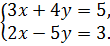 3x + 4y = 5,
2x − 5y = 3.